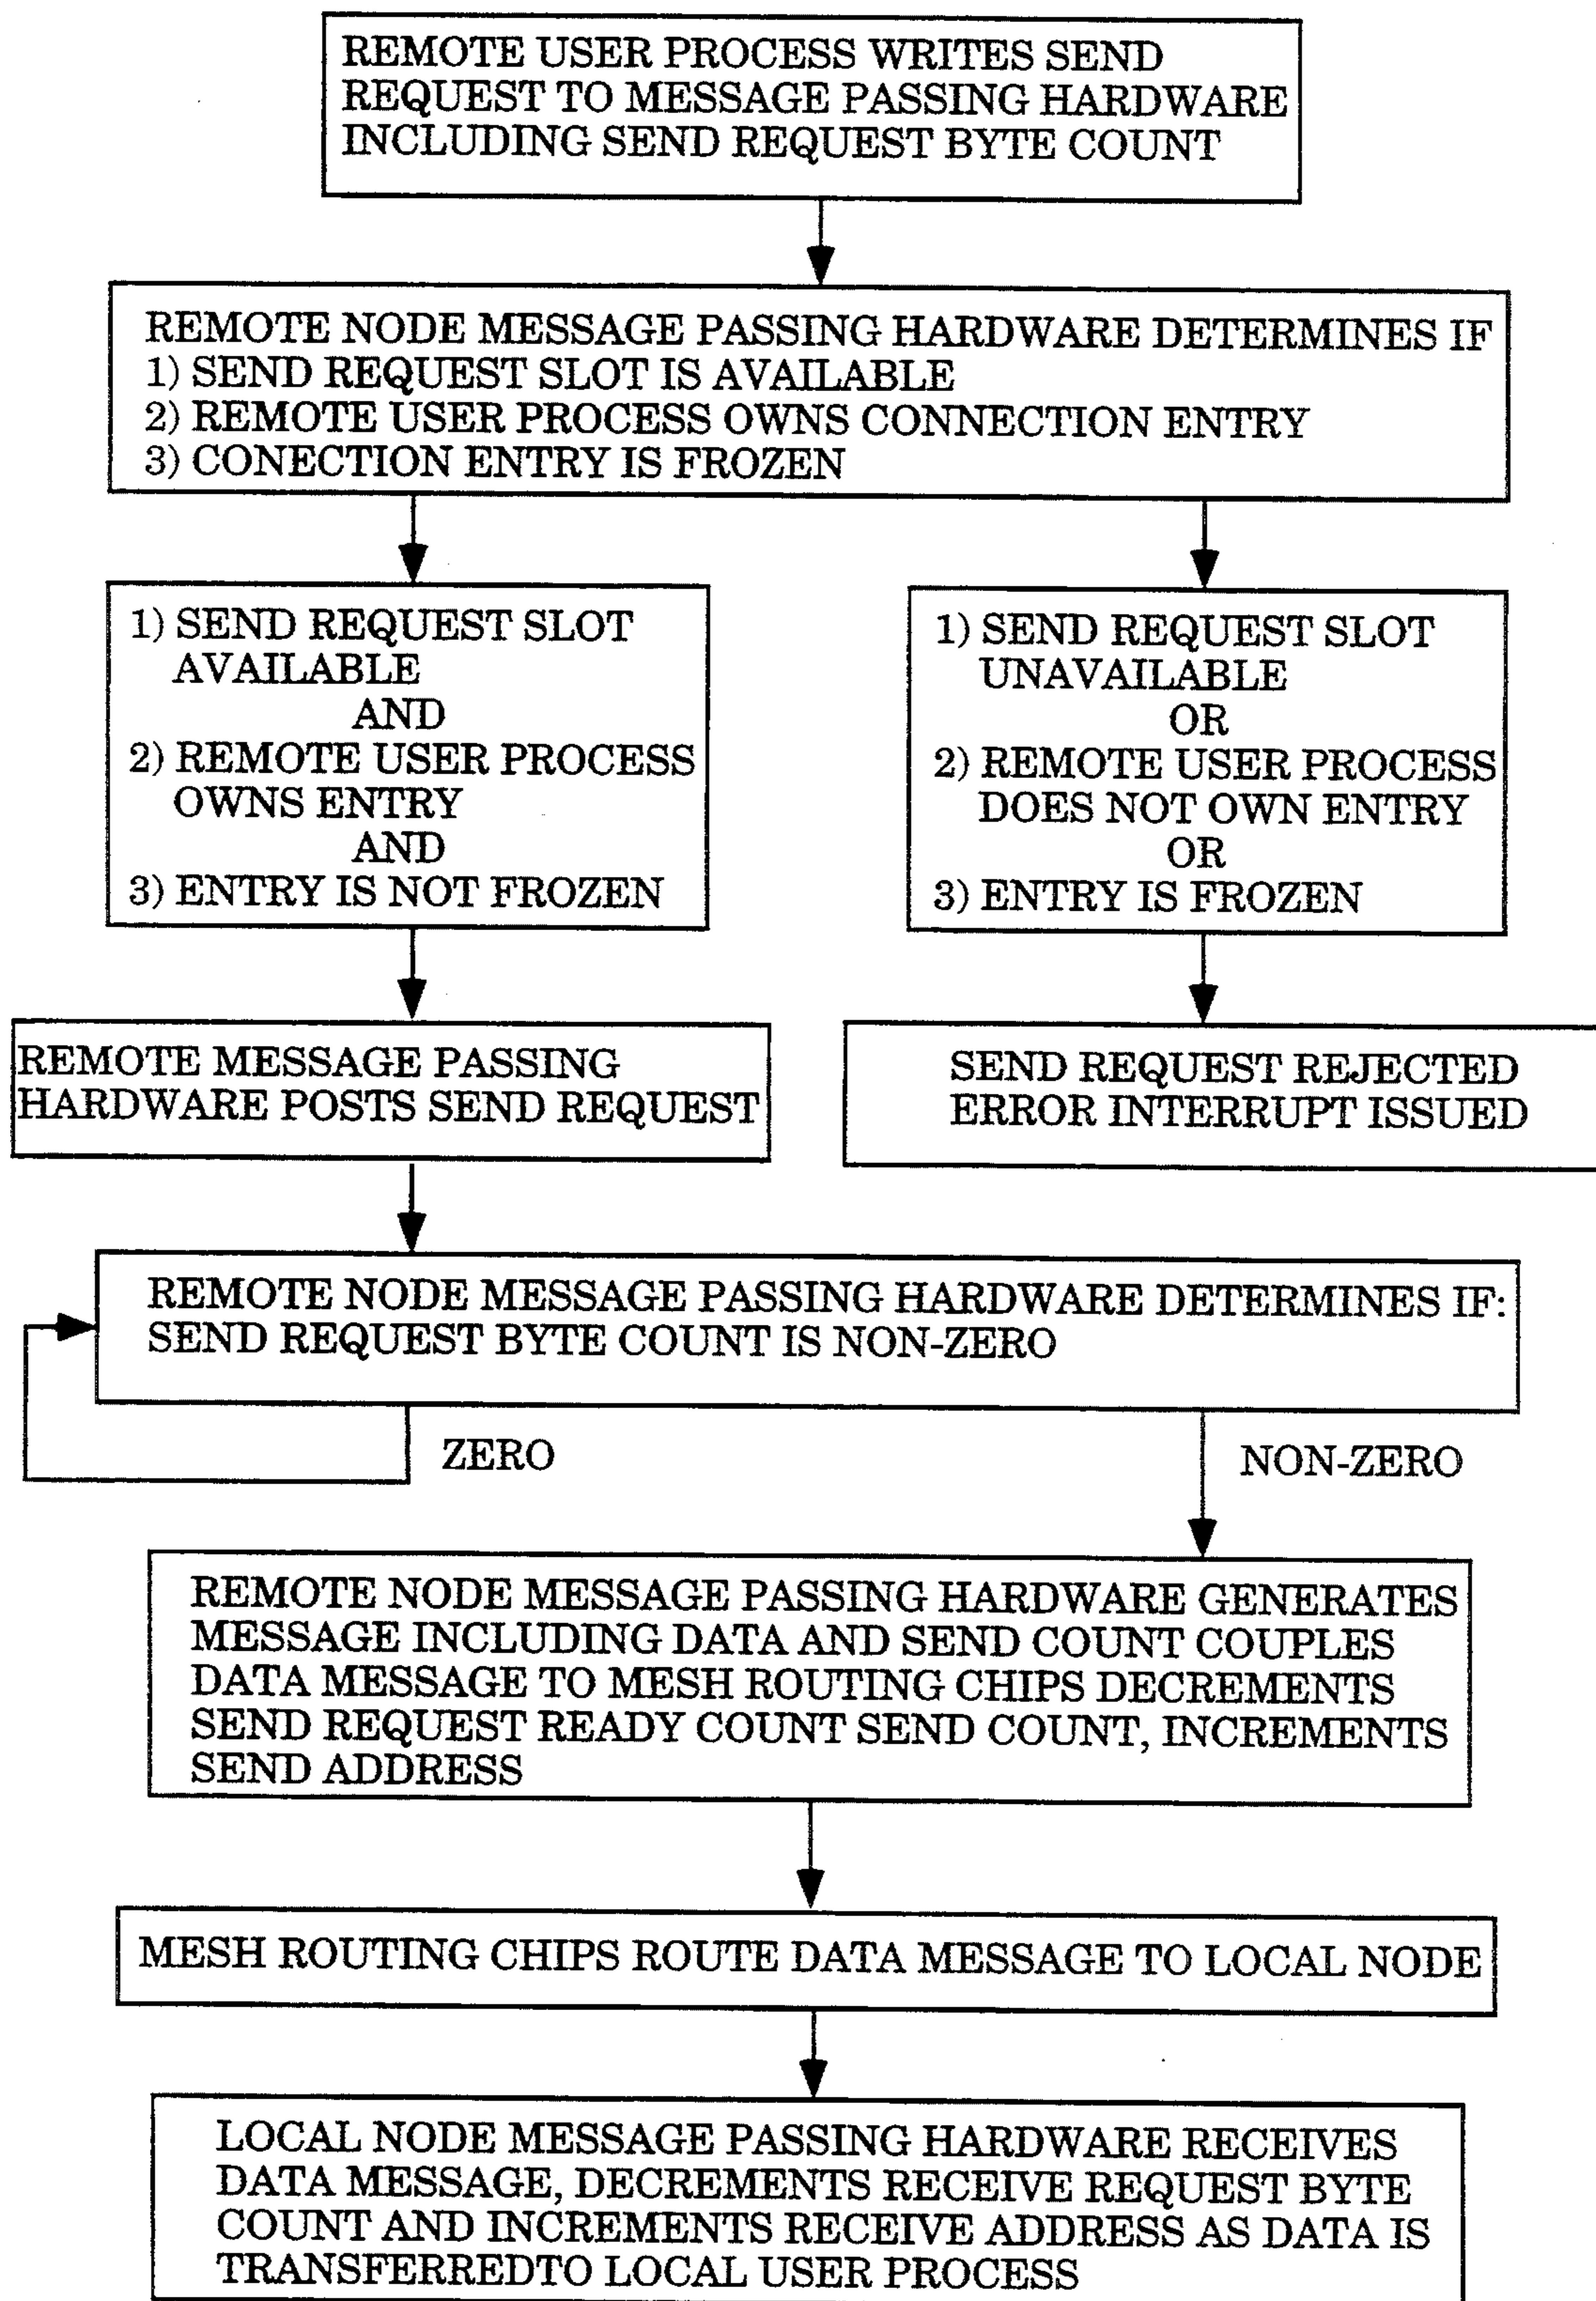 REMOTE USER PROCESS WRITES SEND
REQUEST TO MESSAGE PASSING HARDWARE
INCLUDING SEND REQUEST BYTE COUNT
REMOTE NODE MESSAGE PASSING HARDWARE DETERMINES IF
1) SEND REQUEST SLOT IS AVAILABLE
2) REMOTE USER PROCESS OWNS CONNECTION ENTRY
3) CONECTION ENTRY IS FROZEN
1) SEND REQUEST SLOT
AVAILABLE
AND
2) REMOTE USER PROCESS
OWNS ENTRY
AND
3) ENTRY IS NOT FROZEN
1) SEND REQUEST SLOT
UNAVAILABLE
OR
2) REMOTE USER PROCESS
DOES NOT OWN ENTRY
OR
3) ENTRY IS FROZEN
REMOTE MESSAGE PASSING
HARDWARE POSTS SEND REQUEST
SEND REQUEST REJECTED
ERROR INTERRUPT ISSUED
REMOTE NODE MESSAGE PASSING HARDWARE DETERMINES IF:
SEND REQUEST BYTE COUNT IS NON-ZERO
ZERO
NON-ZERO
REMOTE NODE MESSAGE PASSING HARDWARE GENERATES
MESSAGE INCLUDING DATA AND SEND COUNT COUPLES
DATA MESSAGE TO MESH ROUTING CHIPS DECREMENTS
SEND REQUEST READY COUNT SEND COUNT, INCREMENTS
SEND ADDRESS
MESH ROUTING CHIPS ROUTE DATA MESSAGE TO LOCAL NODE
LOCAL NODE MESSAGE PASSING HARDWARE RECEIVES
DATA MESSAGE, DECREMENTS RECEIVE REQUEST BYTE
COUNT AND INCREMENTS RECEIVE ADDRESS AS DATA IS
TRANSFERREDTO LOCAL USER PROCESS